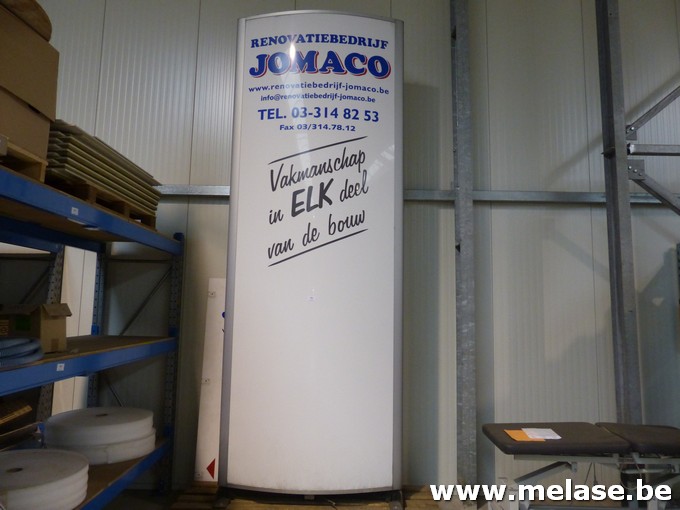 RENOVATIEBEDRIJF
JOMACO
www.renovatiebedrijf-jomaco.be
info@renovatiebedrijf-jomaco.be
TEL. 03-314 82 53
Fax 03/314.78.12
Vakmanschap
in ELK deel
van de bouw
www.melase.be